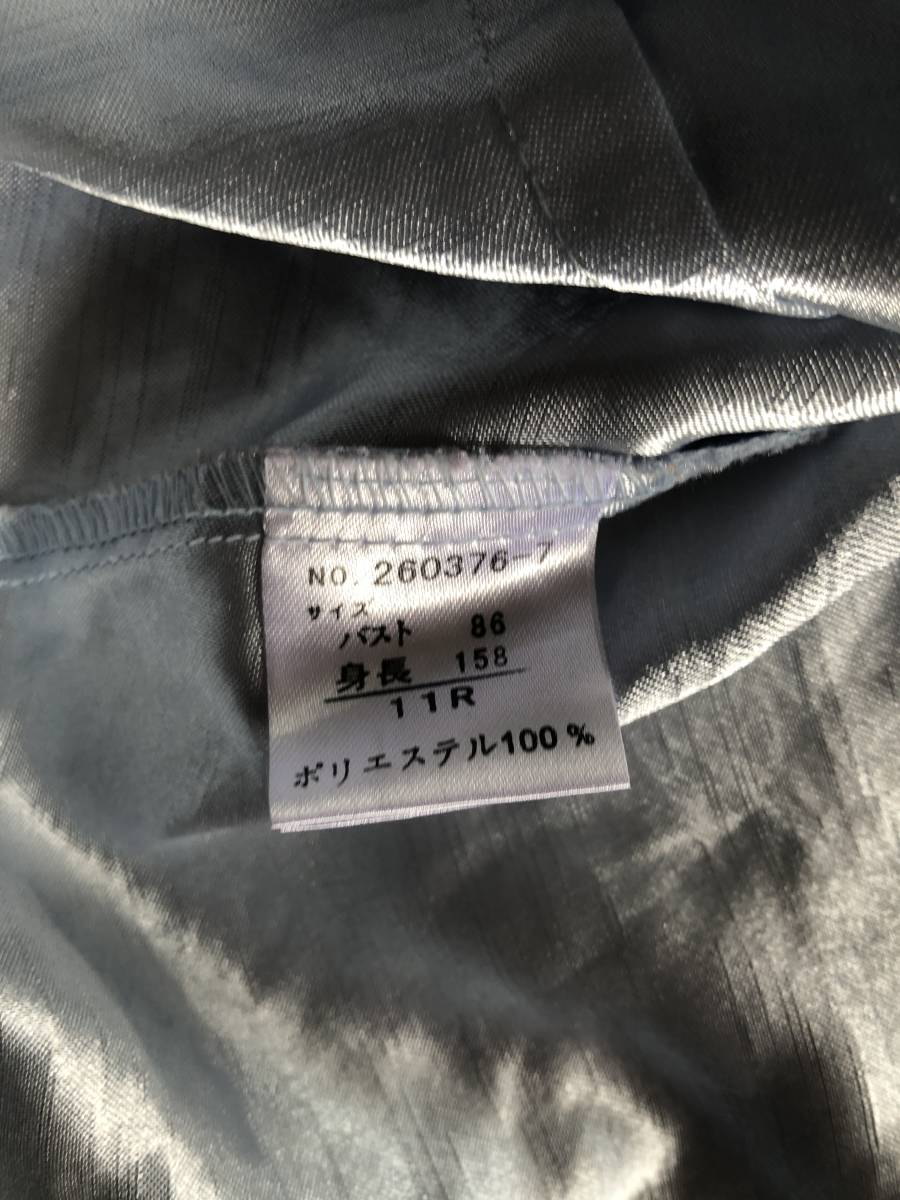 NO. 260376-7
サイズ
バスト 86
身長 158
11R
ポリエステル100%